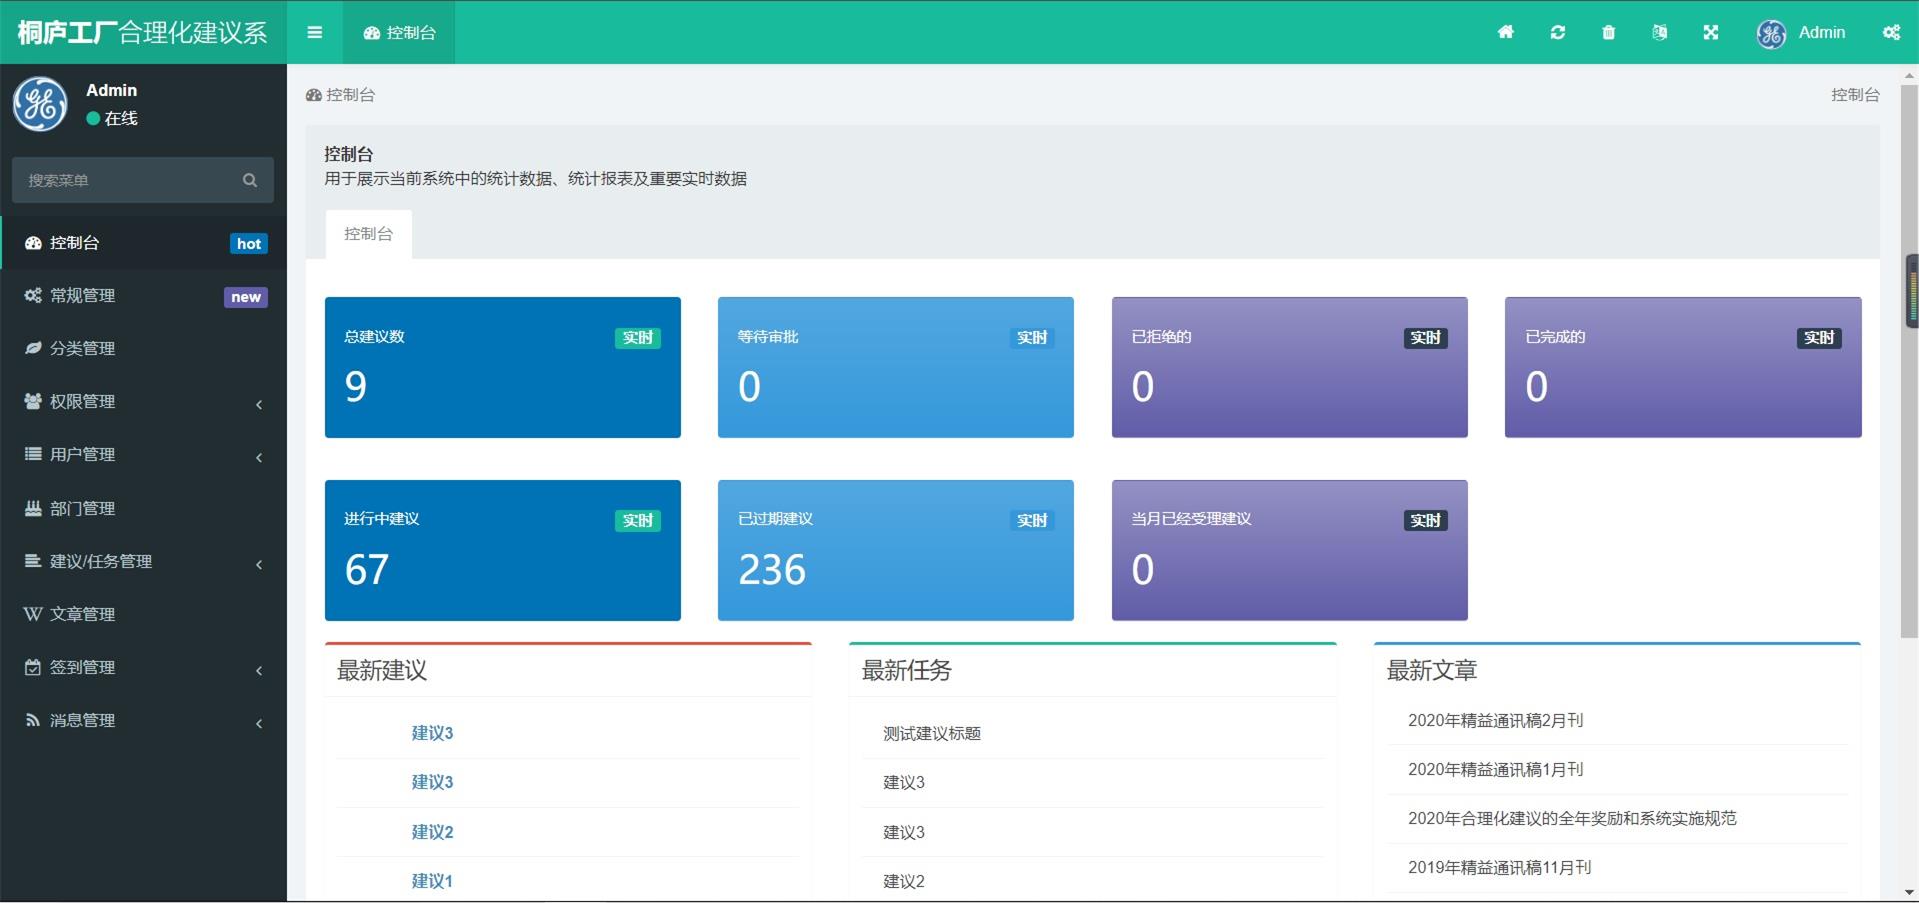 桐庐工厂合理化建议系
控制台
Admin
Admin
在线
搜索菜单
控制台 hot
常规管理 new
分类管理
权限管理
用户管理
部门管理
建议/任务管理
文章管理
签到管理
消息管理
控制台
控制台
控制台
用于展示当前系统中的统计数据、统计报表及重要实时数据
控制台
总建议数 实时
9
等待审批 实时
0
已拒绝的 实时
0
已完成的 实时
0
进行中建议 实时
67
已过期建议 实时
236
当月已经受理建议 实时
0
最新建议
建议3
建议3
建议2
建议1
最新任务
测试建议标题
建议3
建议3
建议2
最新文章
2020年精益通讯稿2月刊
2020年精益通讯稿1月刊
2020年合理化建议的全年奖励和系统实施规范
2019年精益通讯稿11月刊